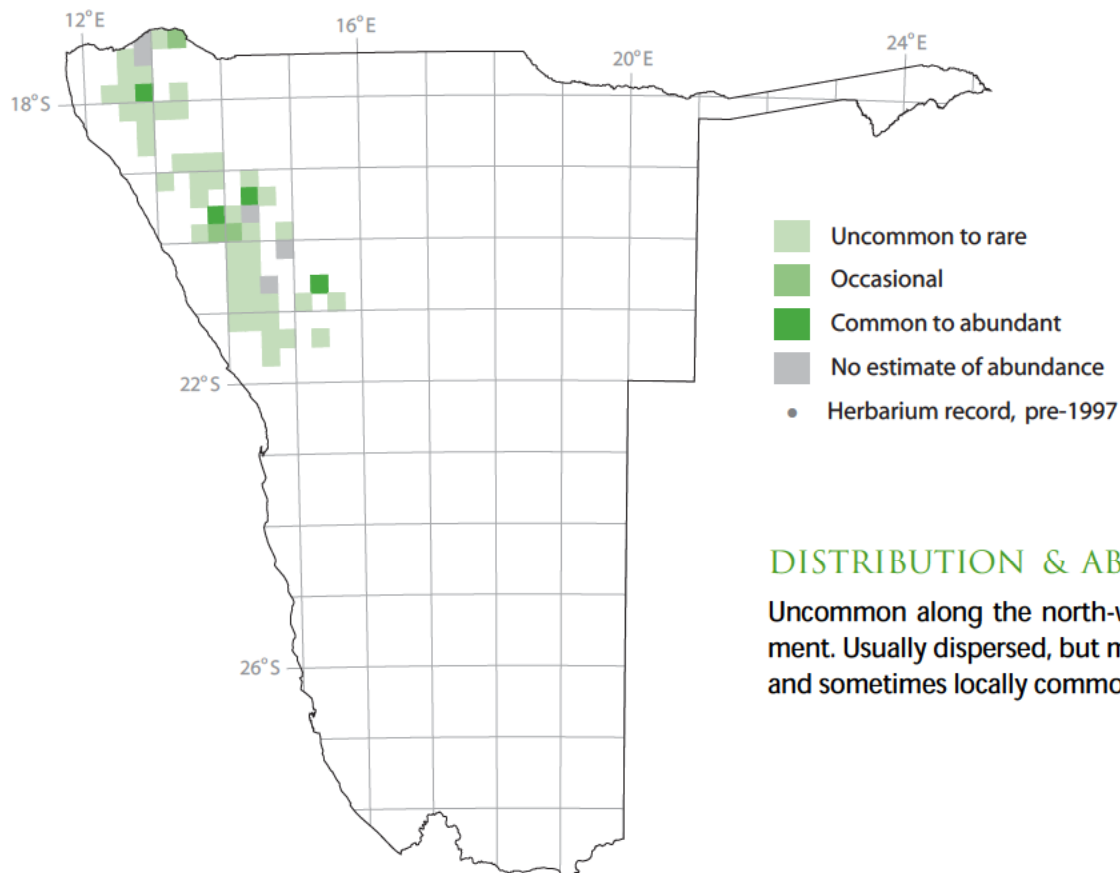 12°E
16°E
20°E
24°E
18°S
22°S
26°S
Uncommon to rare
Occasional
Common to abundant
No estimate of abundance
Herbarium record, pre-1997
DISTRIBUTION & AB
Uncommon along the north-w
ment. Usually dispersed, but m
and sometimes locally commo